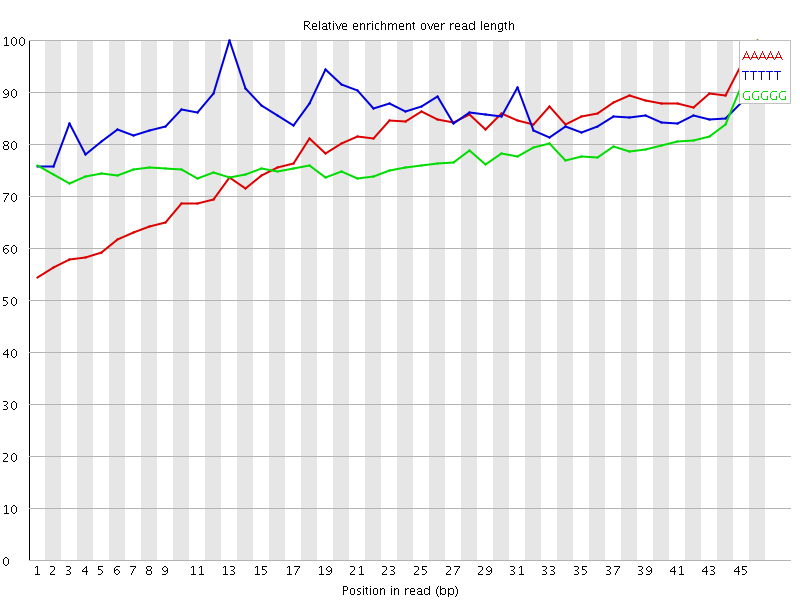 Relative enrichment over read length
100
90
80
70
60
50
40
30
20
10
0
AAAAA
TTTTT
GGGGG
1 2 3 4 5 6 7 8 9 11 13 15 17 19 21 23 25 27 29 31 33 35 37 39 41 43 45
Position in read (bp)